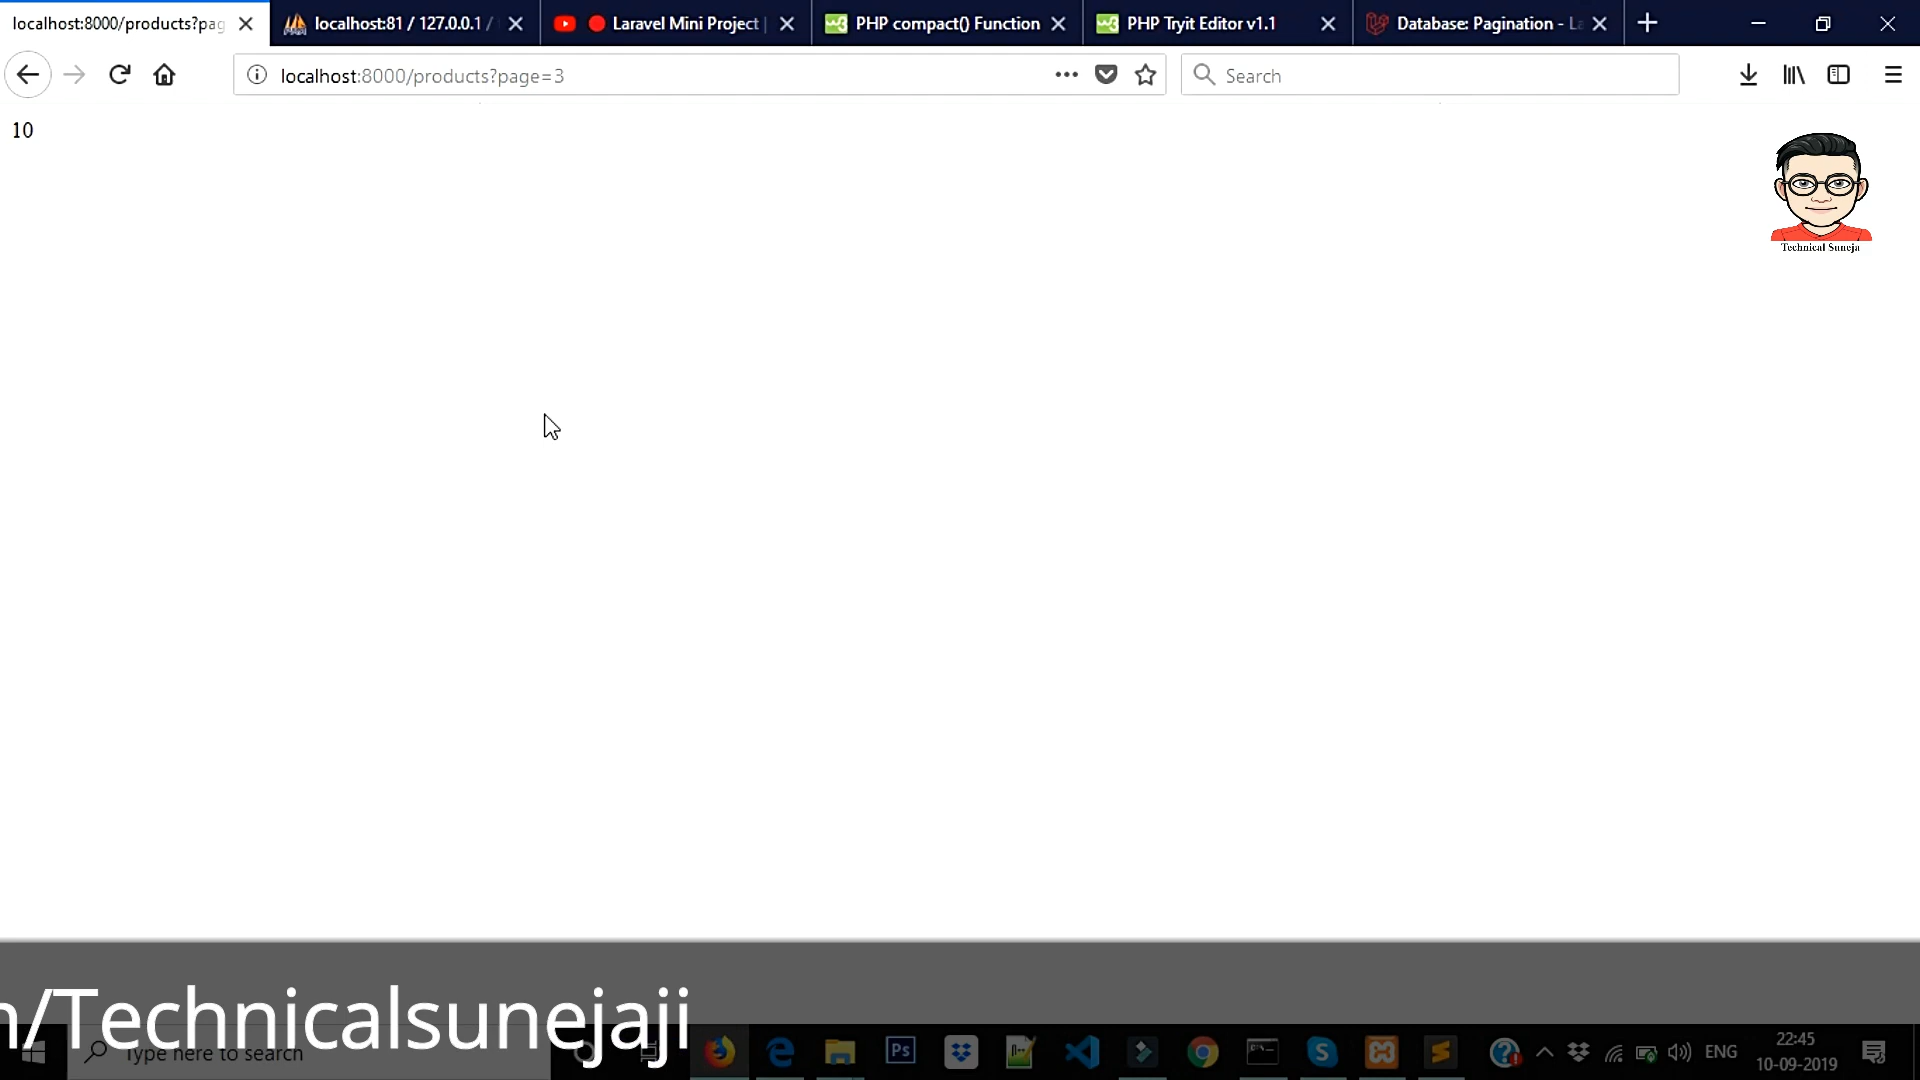 localhost:8000/products?pag
localhost:81 / 127.0.0.1 /
Laravel Mini Project |
PHP compact() Function
PHP Tryit Editor v1.1
Database: Pagination - La
localhost:8000/products?page=3
Search
10
Technical Suneja
n/Technicalsunejaji
Type here to search
Ps
ENG
22:45
10-09-2019